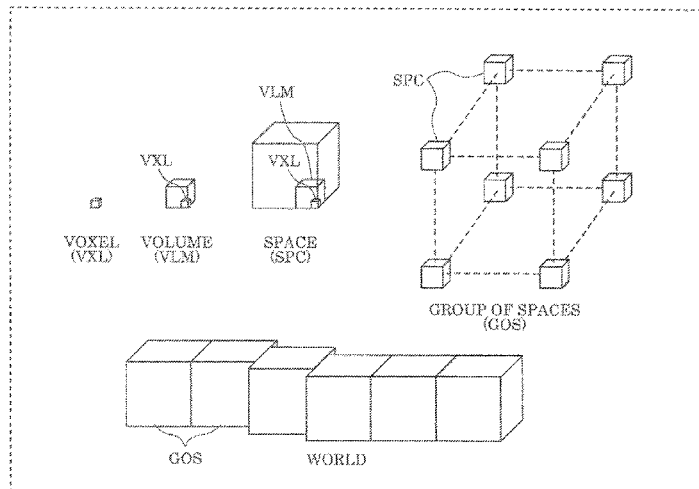 SPC
VLM
VXL
VXL
VOXEL
(VXL)
VOLUME
(VLM)
SPACE
(SPC)
GROUP OF SPACES
(GOS)
GOS
WORLD